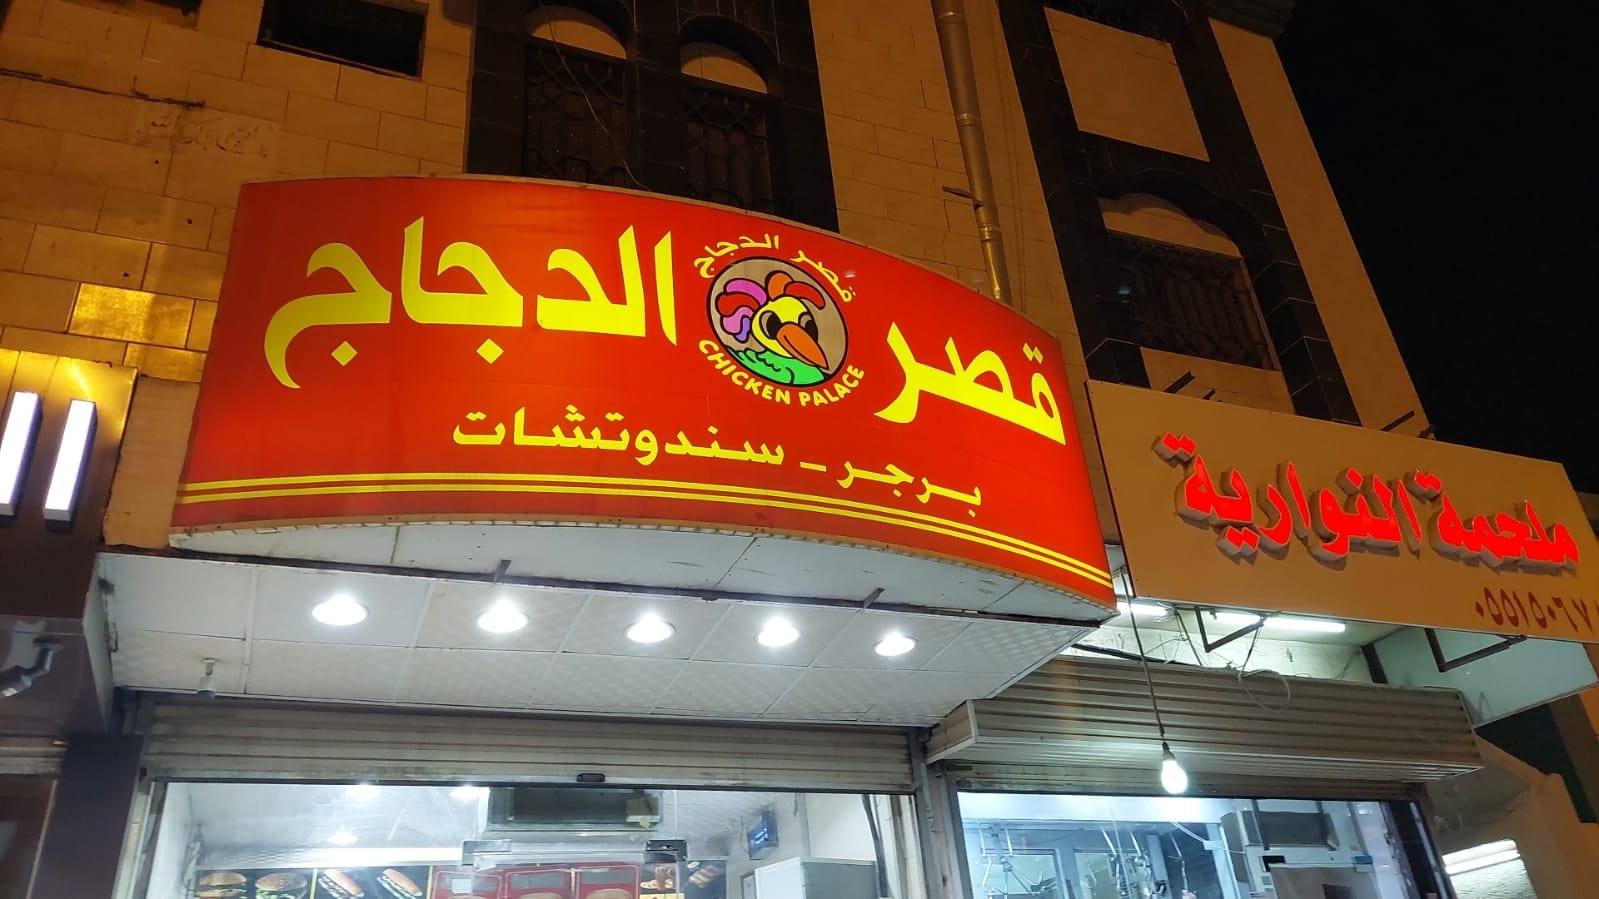 قصر الدجاج
قصر الدجاج
CHICKEN PALACE
برجر - سندوتشات
ملحمة النوارية